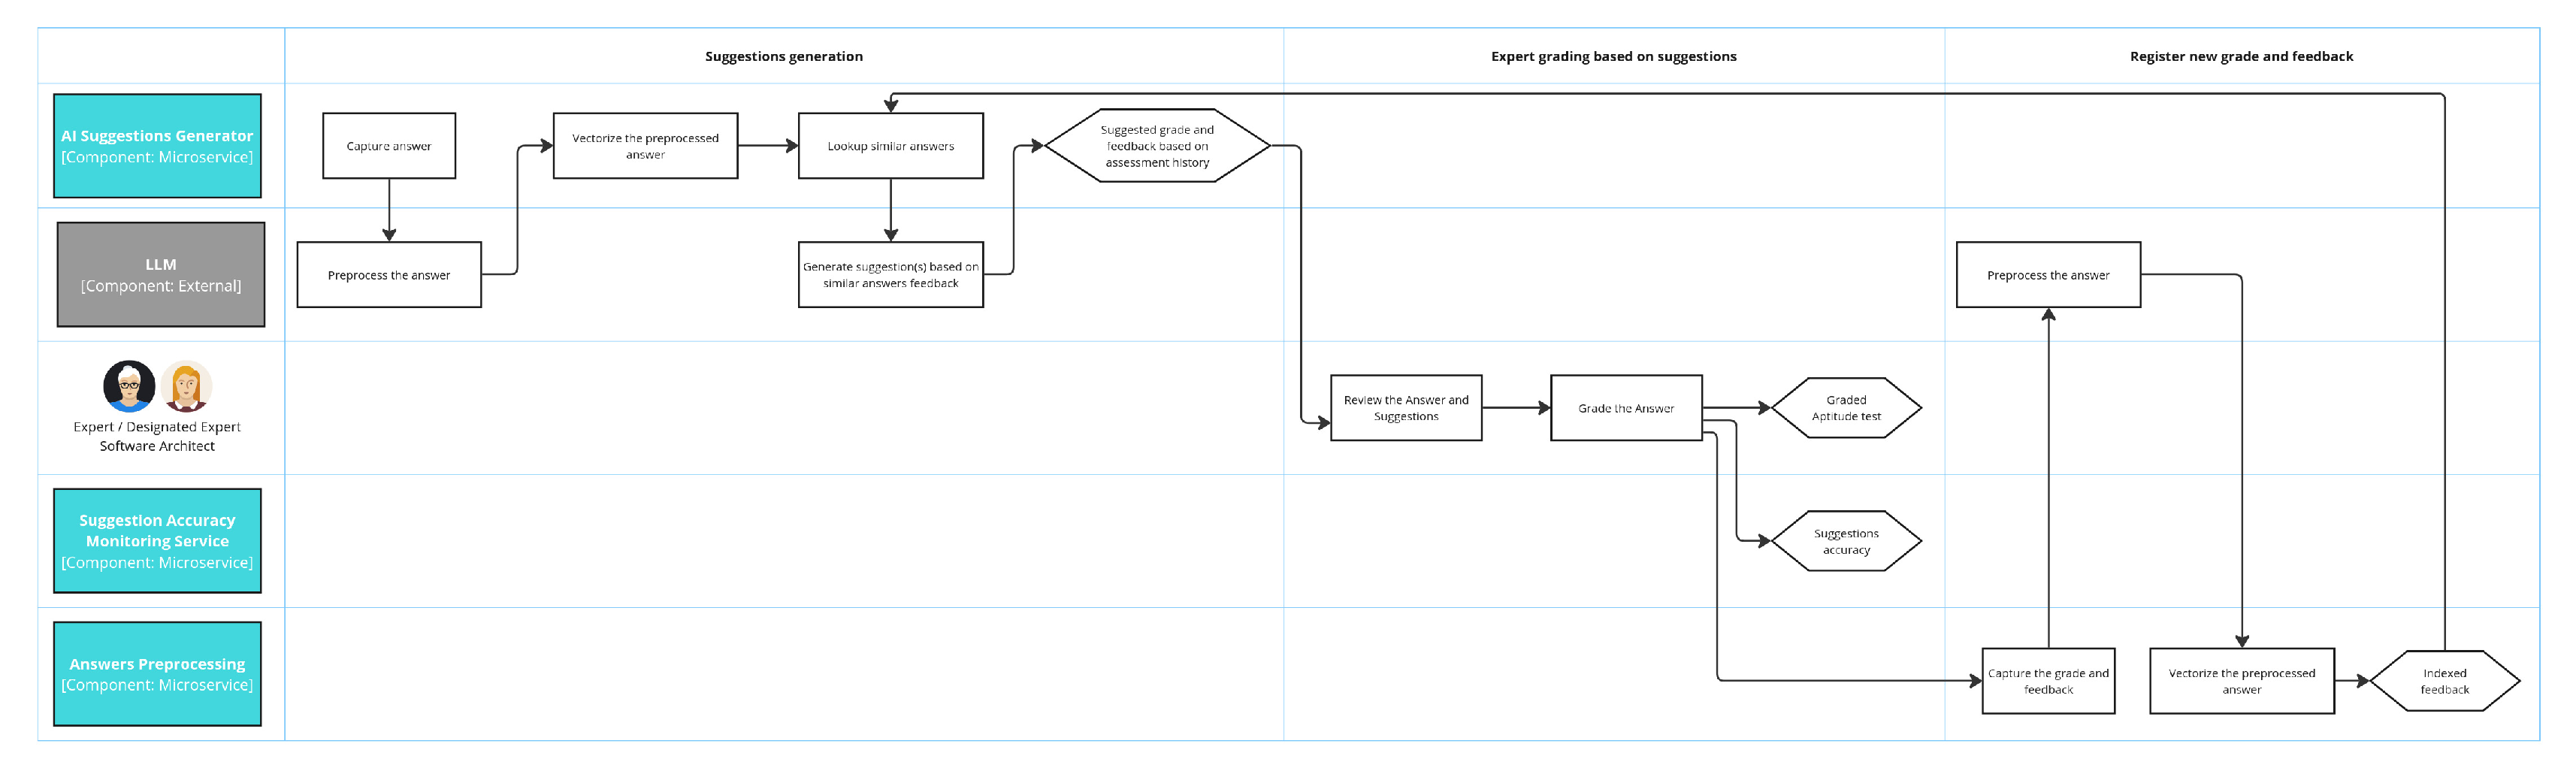 Suggestions generation
Expert grading based on suggestions
Register new grade and feedback
AI Suggestions Generator
[Component: Microservice]
Capture answer
Vectorize the preprocessed
answer
Lookup similar answers
Suggested grade and
feedback based on
assessment history
LLM
[Component: External]
Preprocess the answer
Generate suggestion(s) based on
similar answers feedback
Preprocess the answer
Expert / Designated Expert
Software Architect
Review the Answer and
Suggestions
Grade the Answer
Graded
Aptitude test
Suggestion Accuracy
Monitoring Service
[Component: Microservice]
Suggestions
accuracy
Answers Preprocessing
[Component: Microservice]
Capture the grade and
feedback
Vectorize the preprocessed
answer
Indexed
feedback